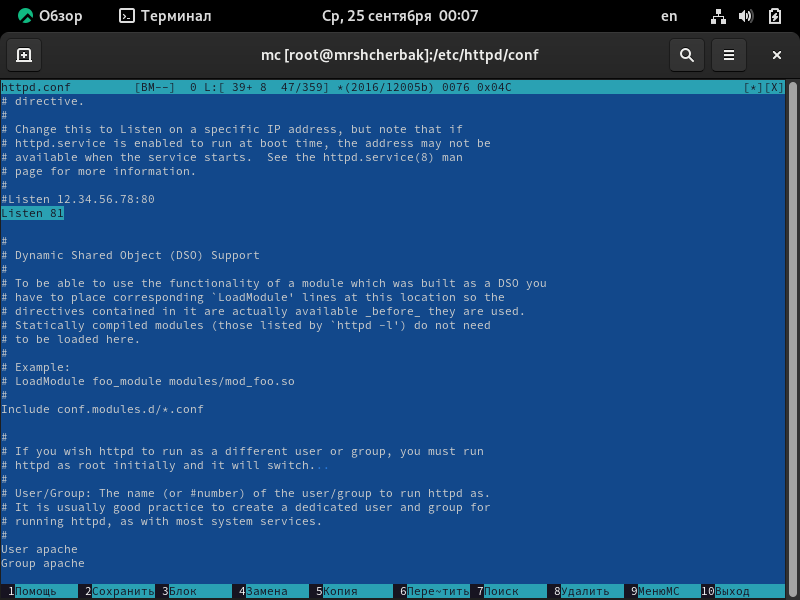 Обзор Терминал Ср, 25 сентября 00:07 en
mc [root@mrshcherbak]:/etc/httpd/conf
httpd.conf [BM--] 0 L:[ 39+ 8 47/359] *(2016/12005b) 0076 0x04C [*][X]
# directive.
#
# Change this to Listen on a specific IP address, but note that if
# httpd.service is enabled to run at boot time, the address may not be
# available when the service starts.  See the httpd.service(8) man
# page for more information.
#
#Listen 12.34.56.78:80
Listen 81
#
# Dynamic Shared Object (DSO) Support
#
# To be able to use the functionality of a module which was built as a DSO you
# have to place corresponding `LoadModule' lines at this location so the
# directives contained in it are actually available _before_ they are used.
# Statically compiled modules (those listed by `httpd -l') do not need
# to be loaded here.
#
# Example:
# LoadModule foo_module modules/mod_foo.so
#
Include conf.modules.d/*.conf
#
# If you wish httpd to run as a different user or group, you must run
# httpd as root initially and it will switch...
#
# User/Group: The name (or #number) of the user/group to run httpd as.
# It is usually good practice to create a dedicated user and group for
# running httpd, as with most system services.
#
User apache
Group apache
1Помощь 2Сохранить 3Блок 4Замена 5Копия 6Пере~тить 7Поиск 8Удалить 9МенюMC 10Выход